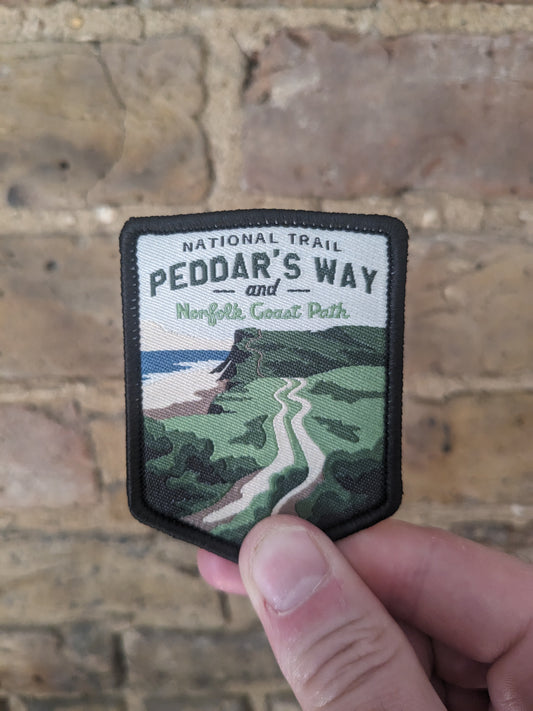 NATIONAL TRAIL
PEDDAR'S WAY
— and —
Norfolk Coast Path